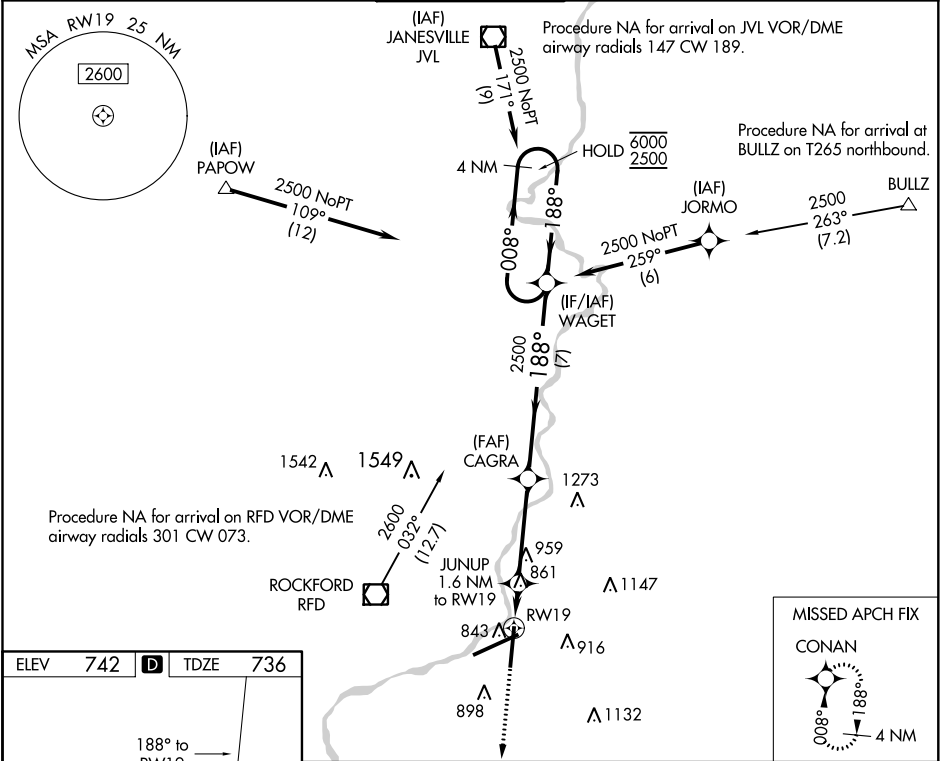 MSA RW19 25 NM
2600
(IAF)
JANESVILLE
JVL
Procedure NA for arrival on JVL VOR/DME
airway radials 147 CW 189.
2500 NoPT
171°
(9)
(IAF)
PAPOW
2500 NoPT
109°
(12)
4 NM
HOLD 6000
2500
008°
188°
Procedure NA for arrival at
BULLZ on T265 northbound.
BULLZ
2500
263°
(7.2)
(IAF)
JORMO
2500 NoPT
259°
(6)
(IF/IAF)
WAGET
2500
188°
(7)
(FAF)
CAGRA
1542
1549
1273
Procedure NA for arrival on RFD VOR/DME
airway radials 301 CW 073.
2600
032°
(12.7)
ROCKFORD
RFD
JUNUP
1.6 NM
to RW19
959
861
1147
RW19
843
916
898
1132
MISSED APCH FIX
CONAN
008°
188°
4 NM
ELEV 742 D TDZE 736
188° to